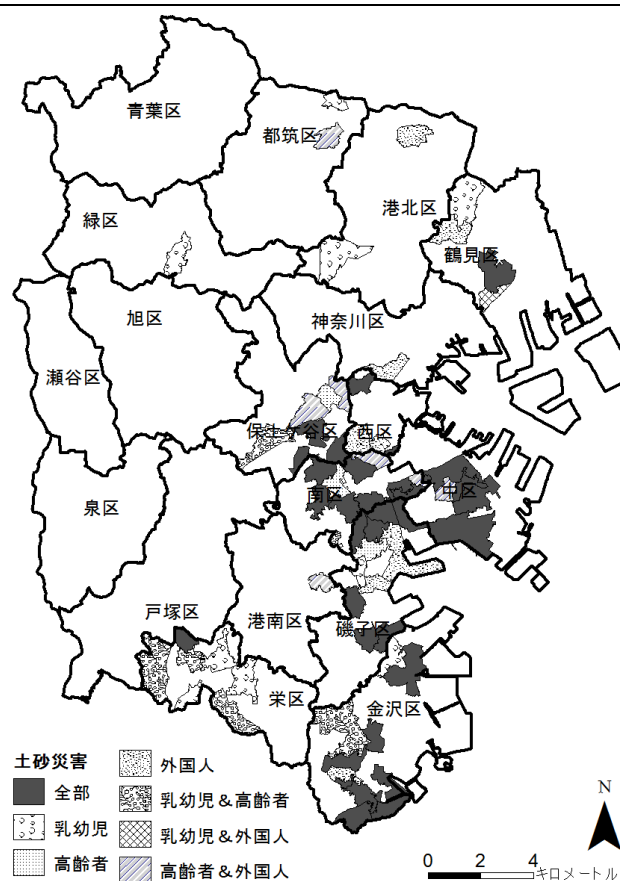 青葉区
都筑区
港北区
緑区
鶴見区
旭区
神奈川区
瀬谷区
保土ヶ谷区
西区
泉区
南区
中区
戸塚区
港南区
磯子区
栄区
金沢区
土砂災害
全部
乳幼児
高齢者
外国人
乳幼児&高齢者
乳幼児&外国人
高齢者&外国人
N
0 2 4
キロメートル